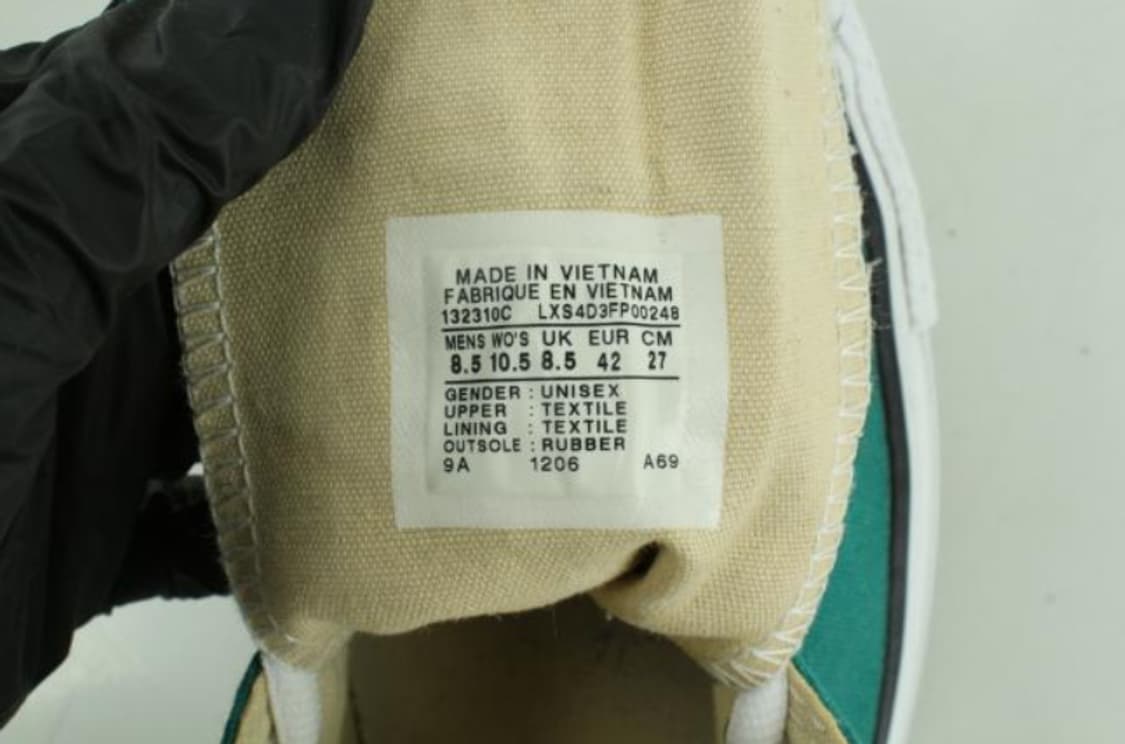 MADE IN VIETNAM
FABRIQUE EN VIETNAM
132310C LXS4D3FP00248
MENS WO'S UK EUR CM
8.5 10.5 8.5 42 27
GENDER : UNISEX
UPPER : TEXTILE
LINING : TEXTILE
OUTSOLE : RUBBER
9A 1206 A69